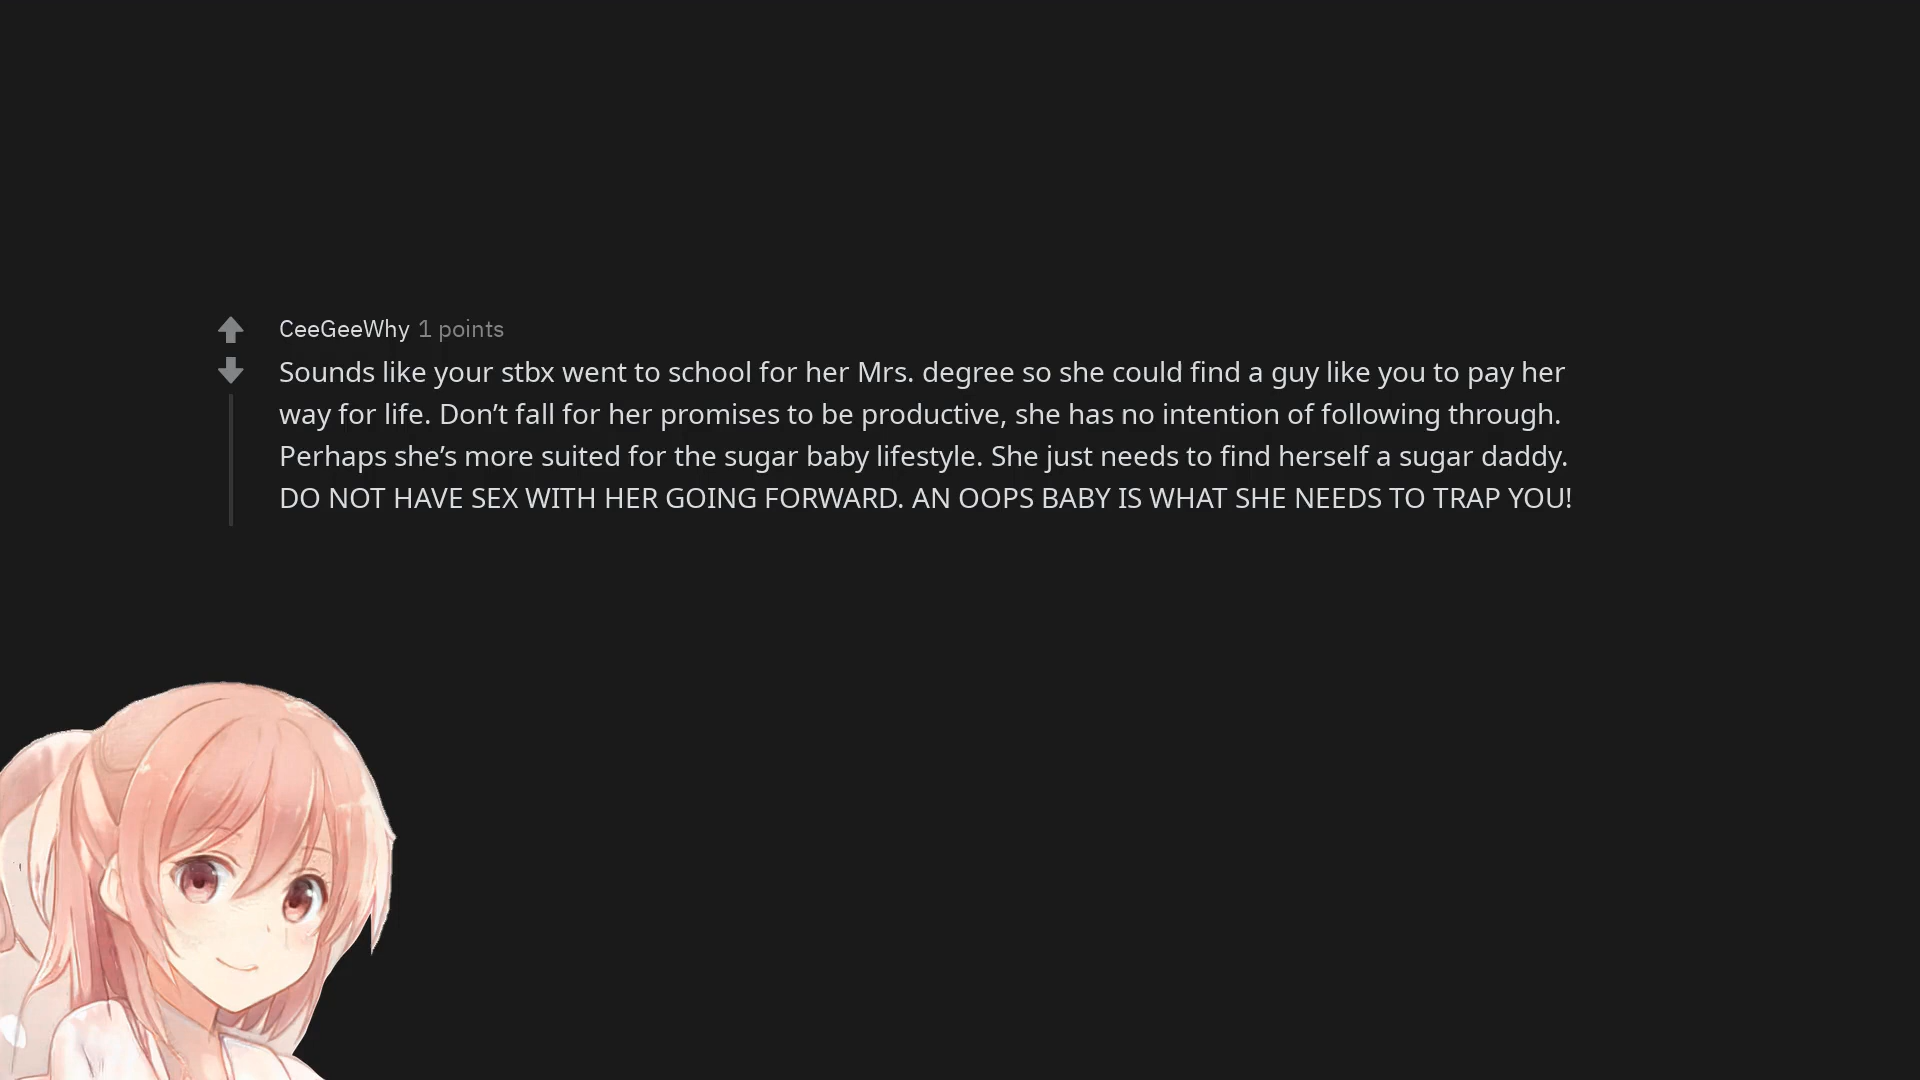 CeeGeeWhy 1 points
Sounds like your stbx went to school for her Mrs. degree so she could find a guy like you to pay her
way for life. Don’t fall for her promises to be productive, she has no intention of following through.
Perhaps she’s more suited for the sugar baby lifestyle. She just needs to find herself a sugar daddy.
DO NOT HAVE SEX WITH HER GOING FORWARD. AN OOPS BABY IS WHAT SHE NEEDS TO TRAP YOU!